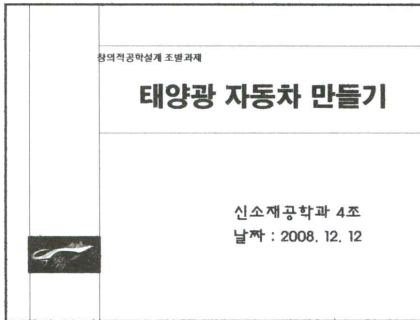 창의적공학설계 조별과제
태양광 자동차 만들기
신소재공학과 4조
날짜 : 2008. 12. 12